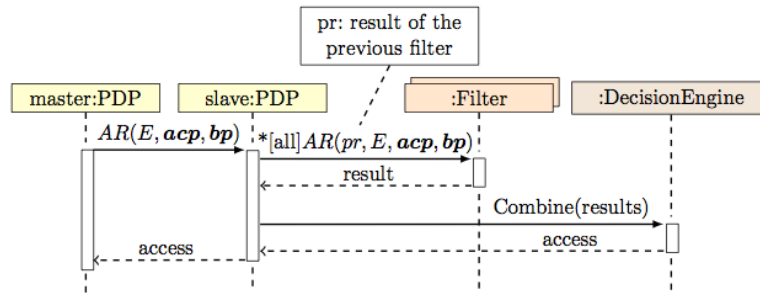 pr: result of the
previous filter
master:PDP
slave:PDP
:Filter
:DecisionEngine
AR(E, acp, bp)
*[all]AR(pr, E, acp, bp)
result
Combine(results)
access
access